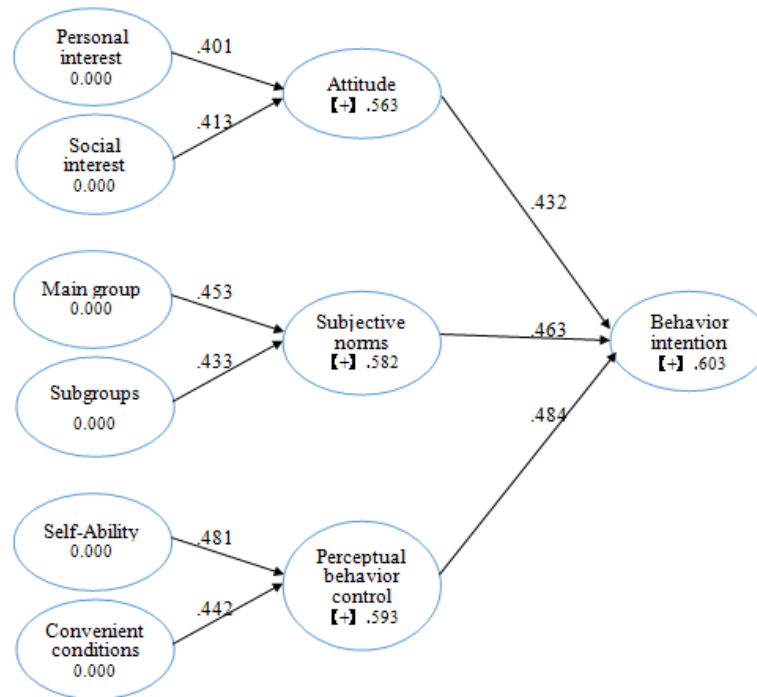 Personal
interest
0.000
.401
Attitude
【+】.563
Social
interest
0.000
.413
.432
Main group
0.000
.453
Subjective
norms
【+】.582
.463
Behavior
intention
【+】.603
Subgroups
0.000
.433
.484
Self-Ability
0.000
.481
Perceptual
behavior
control
【+】.593
Convenient
conditions
0.000
.442